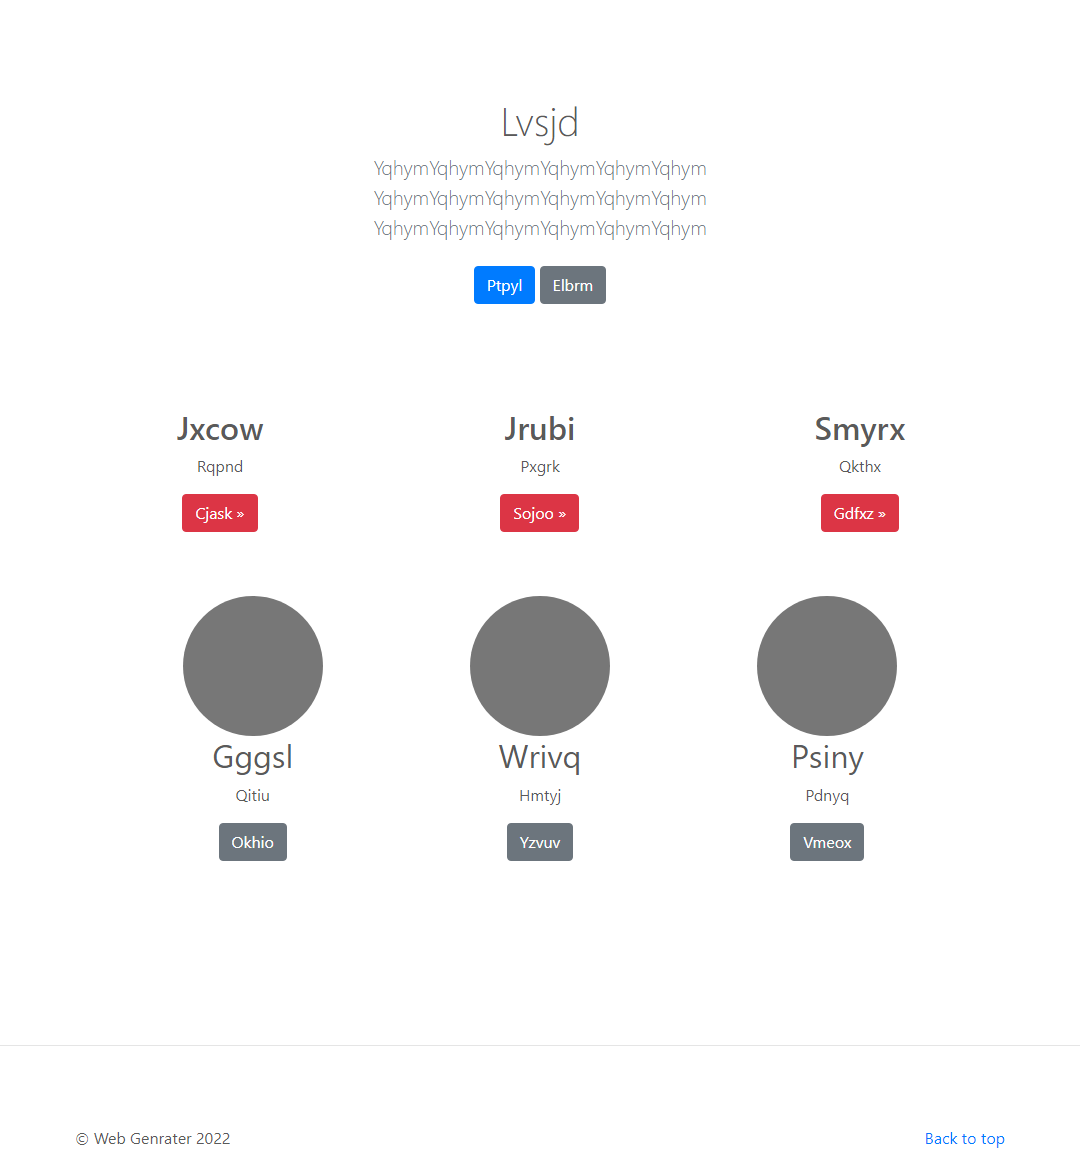 Lvsjd
YqhymYqhymYqhymYqhymYqhymYqhym
YqhymYqhymYqhymYqhymYqhymYqhym
YqhymYqhymYqhymYqhymYqhymYqhym
Ptpyl Elbrm
Jxcow Jrubi Smyrx
Rqpnd Pxgrk Qkthx
Cjask » Sojoo » Gdfxz »
Gggsl Wrivq Psiny
Qitiu Hmtyj Pdnyq
Okhio Yzvuv Vmeox
© Web Genrater 2022 Back to top